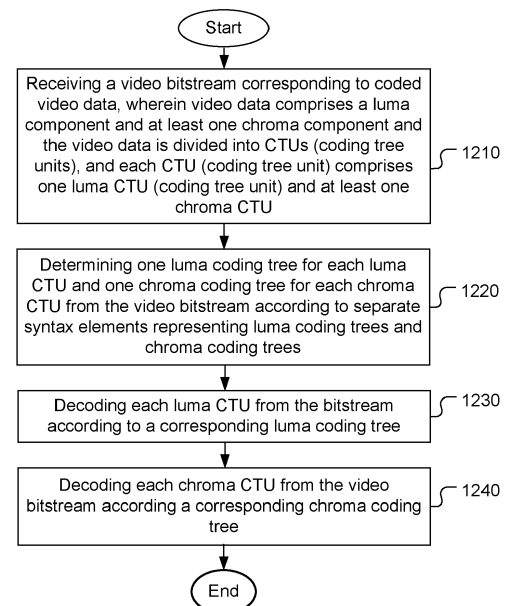 Start
Receiving a video bitstream corresponding to coded
video data, wherein video data comprises a luma
component and at least one chroma component and
the video data is divided into CTUs (coding tree
units), and each CTU (coding tree unit) comprises
one luma CTU (coding tree unit) and at least one
chroma CTU
1210
Determining one luma coding tree for each luma
CTU and one chroma coding tree for each chroma
CTU from the video bitstream according to separate
syntax elements representing luma coding trees and
chroma coding trees
1220
Decoding each luma CTU from the bitstream
according to a corresponding luma coding tree
1230
Decoding each chroma CTU from the video
bitstream according a corresponding chroma coding
tree
1240
End